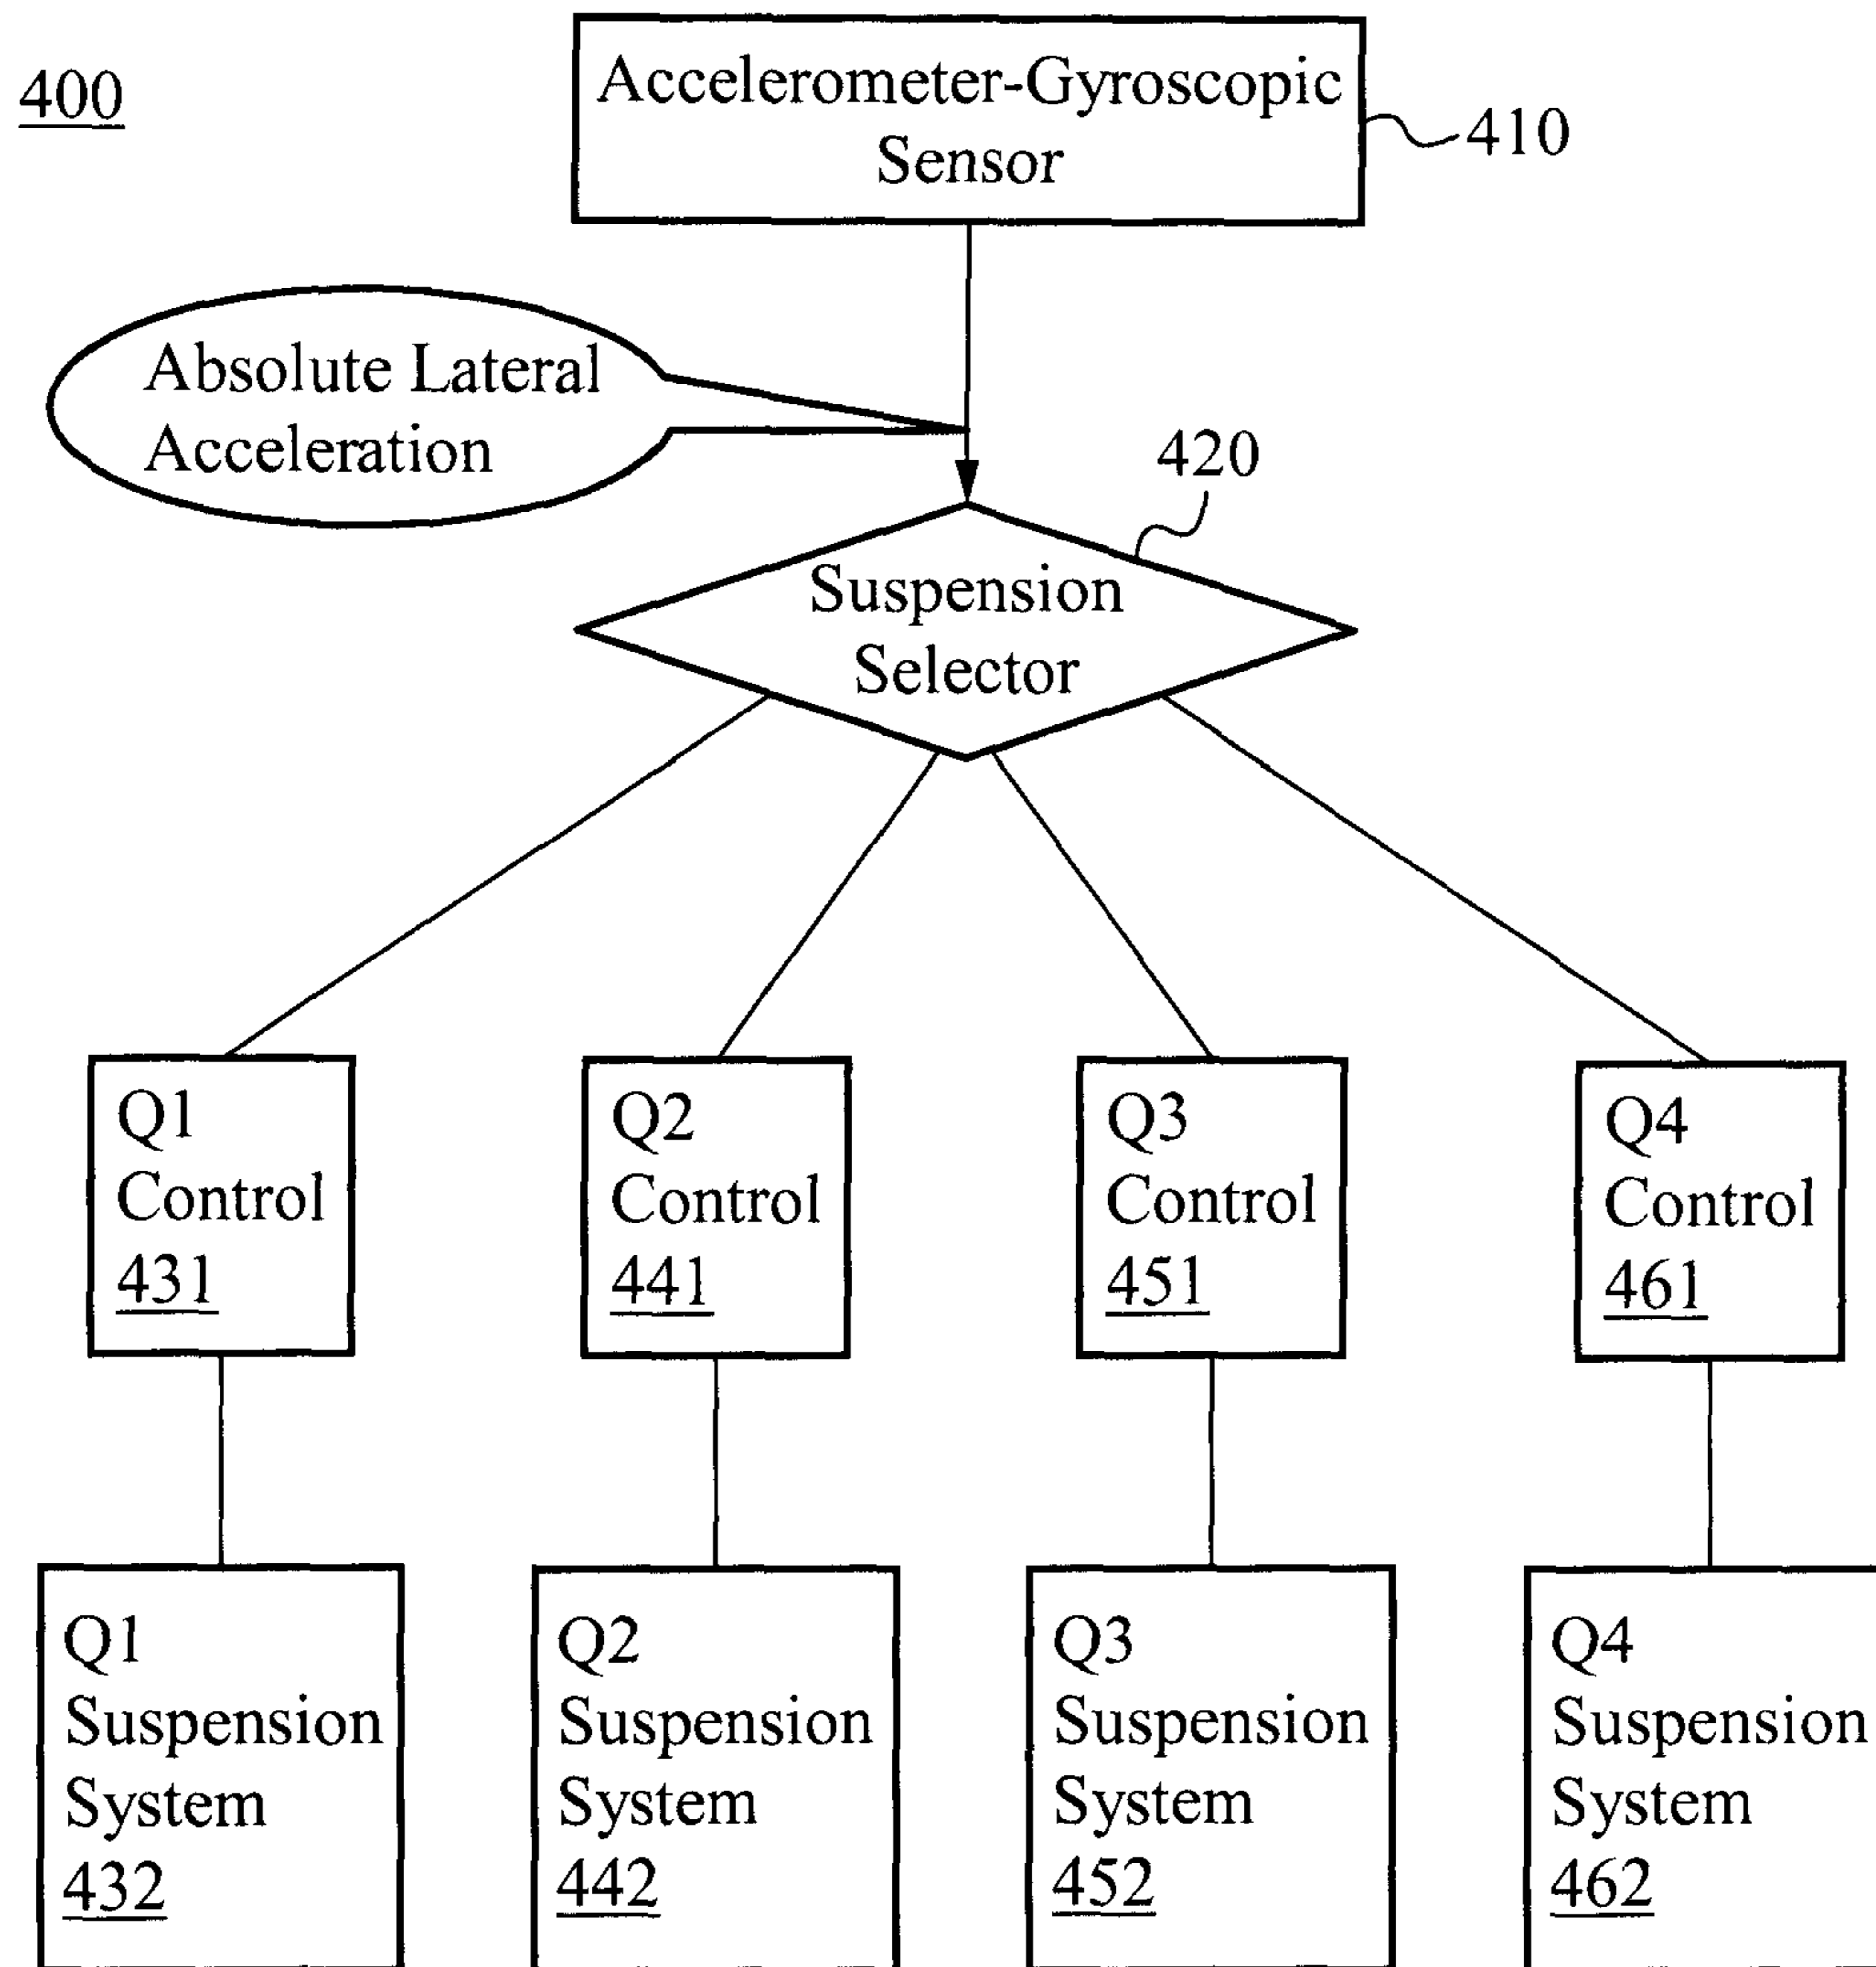 400
Accelerometer-Gyroscopic
Sensor
410
Absolute Lateral
Acceleration
420
Suspension
Selector
Q1
Control
431
Q2
Control
441
Q3
Control
451
Q4
Control
461
Q1
Suspension
System
432
Q2
Suspension
System
442
Q3
Suspension
System
452
Q4
Suspension
System
462